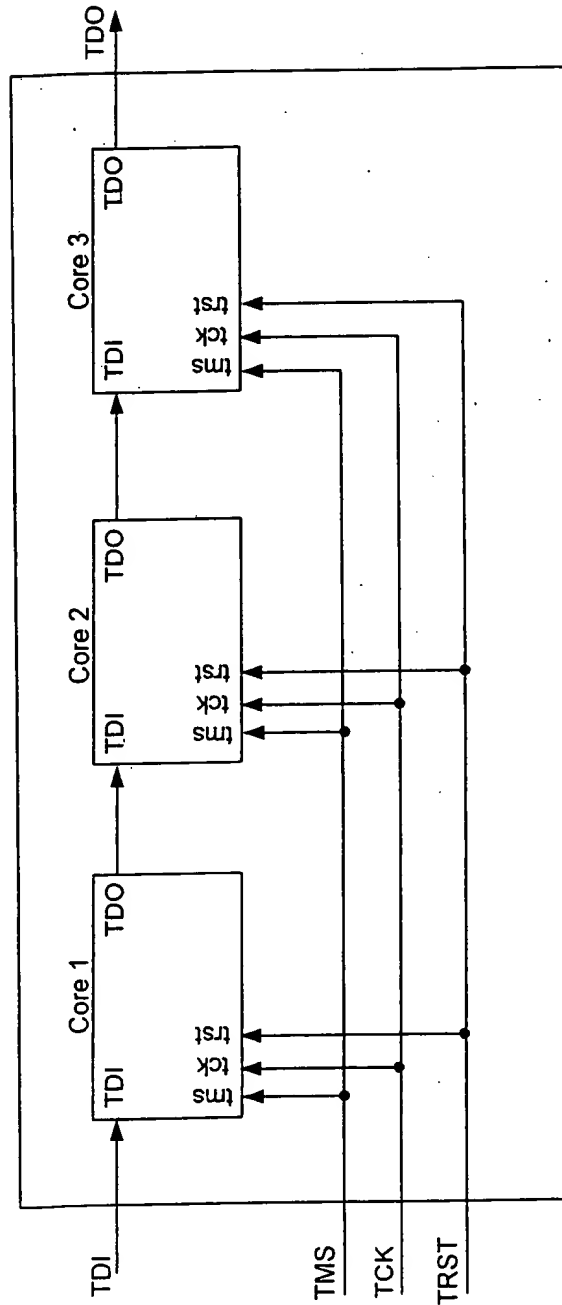 TDI
TMS
TCK
TRST
Core 1
TDI
TDO
tms
tck
trst
Core 2
TDI
TDO
tms
tck
trst
Core 3
TDI
TDO
tms
tck
trst
TDO